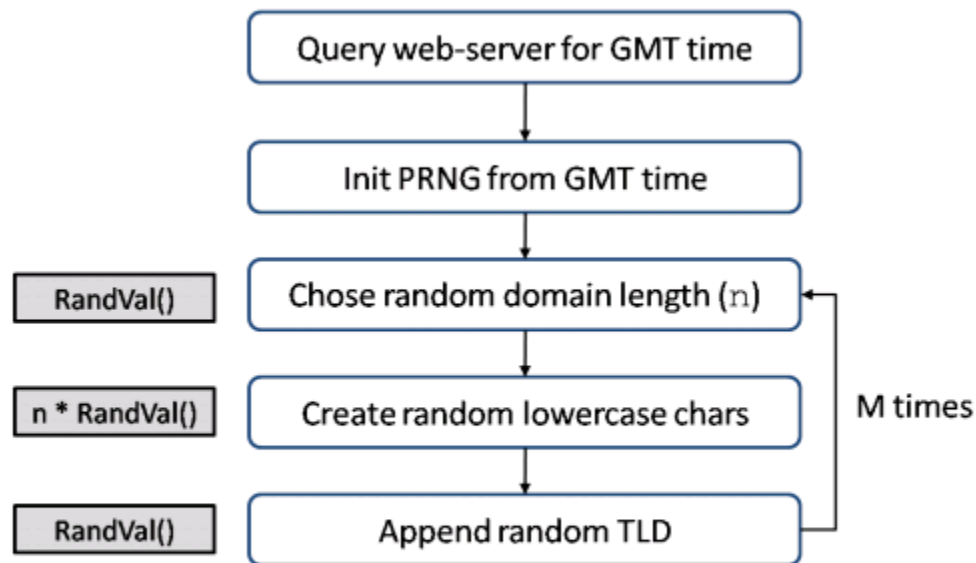 Query web-server for GMT time
Init PRNG from GMT time
RandVal()
Chose random domain length (n)
n * RandVal()
Create random lowercase chars
M times
RandVal()
Append random TLD